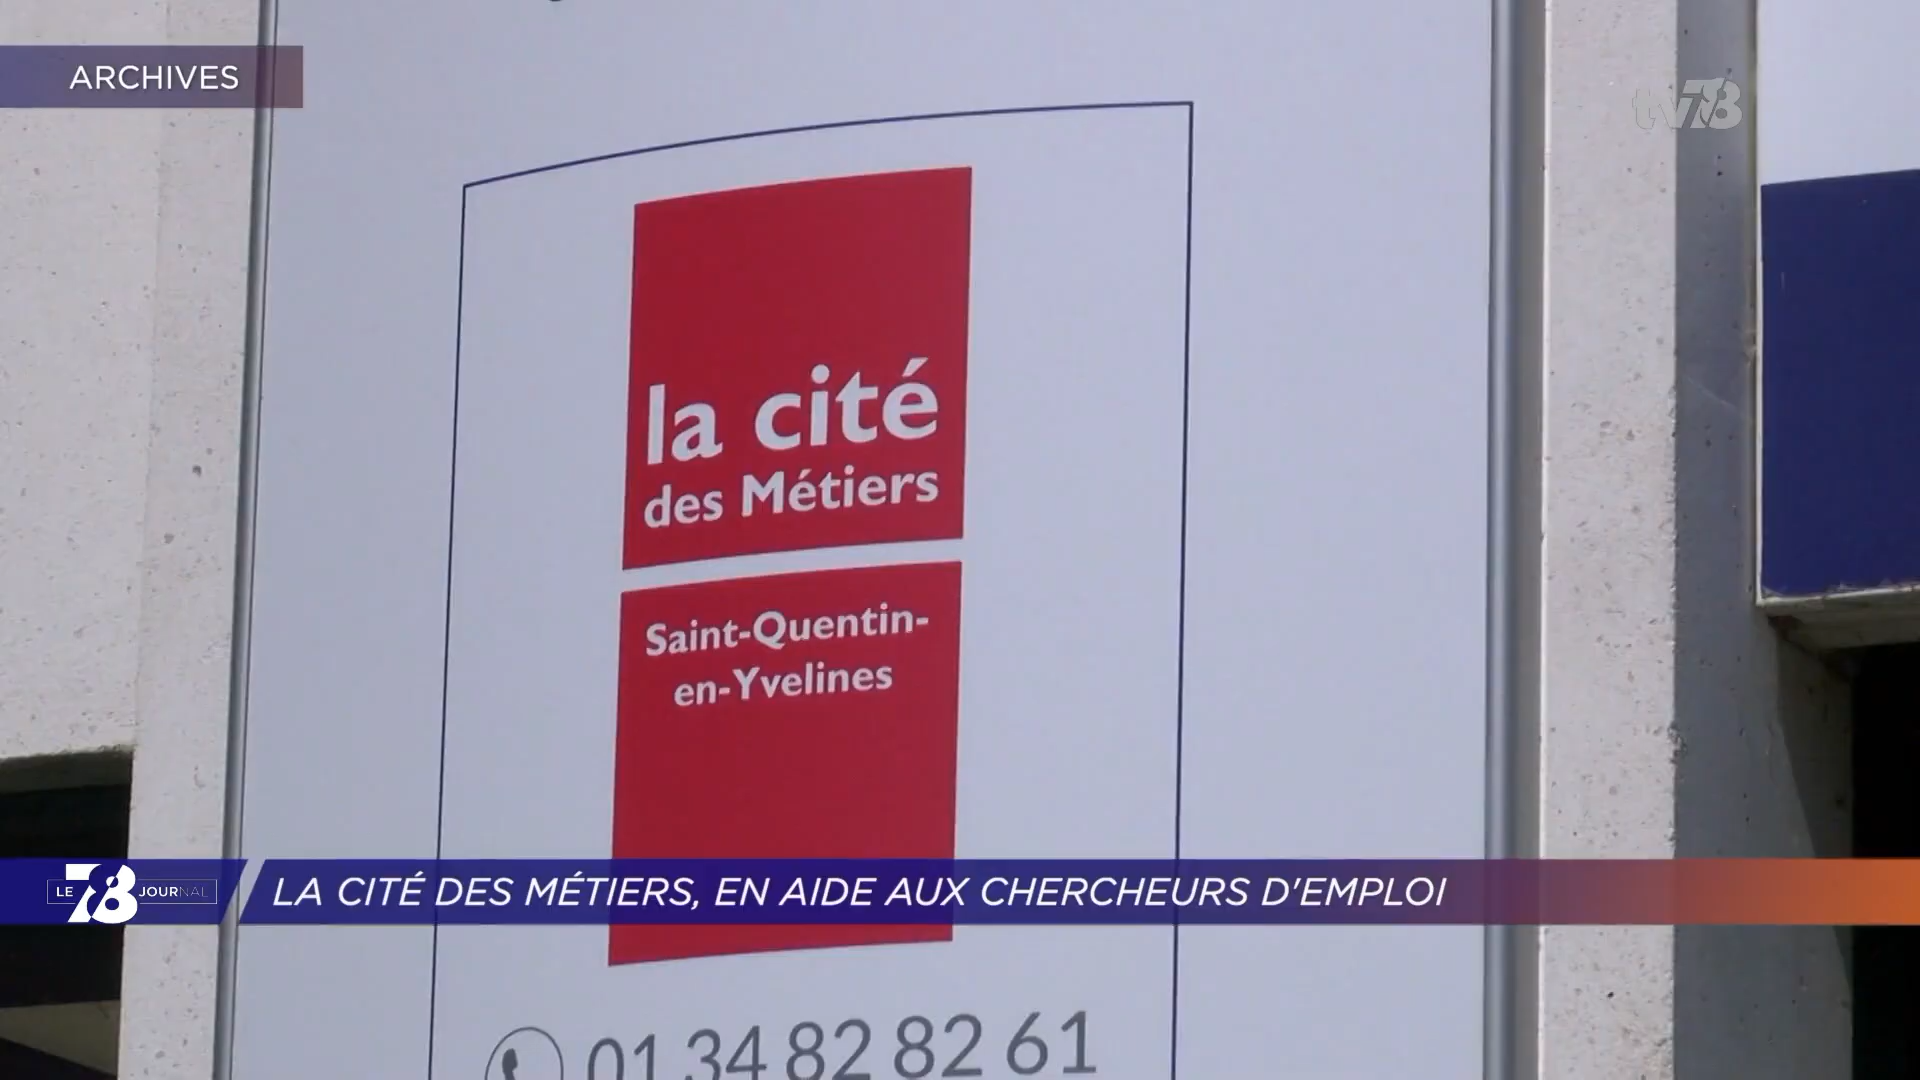 ARCHIVES
tv78
la cité
des Métiers
Saint-Quentin-
en-Yvelines
LE 78 JOURNAL
LA CITÉ DES MÉTIERS, EN AIDE AUX CHERCHEURS D'EMPLOI
01 34 82 82 61